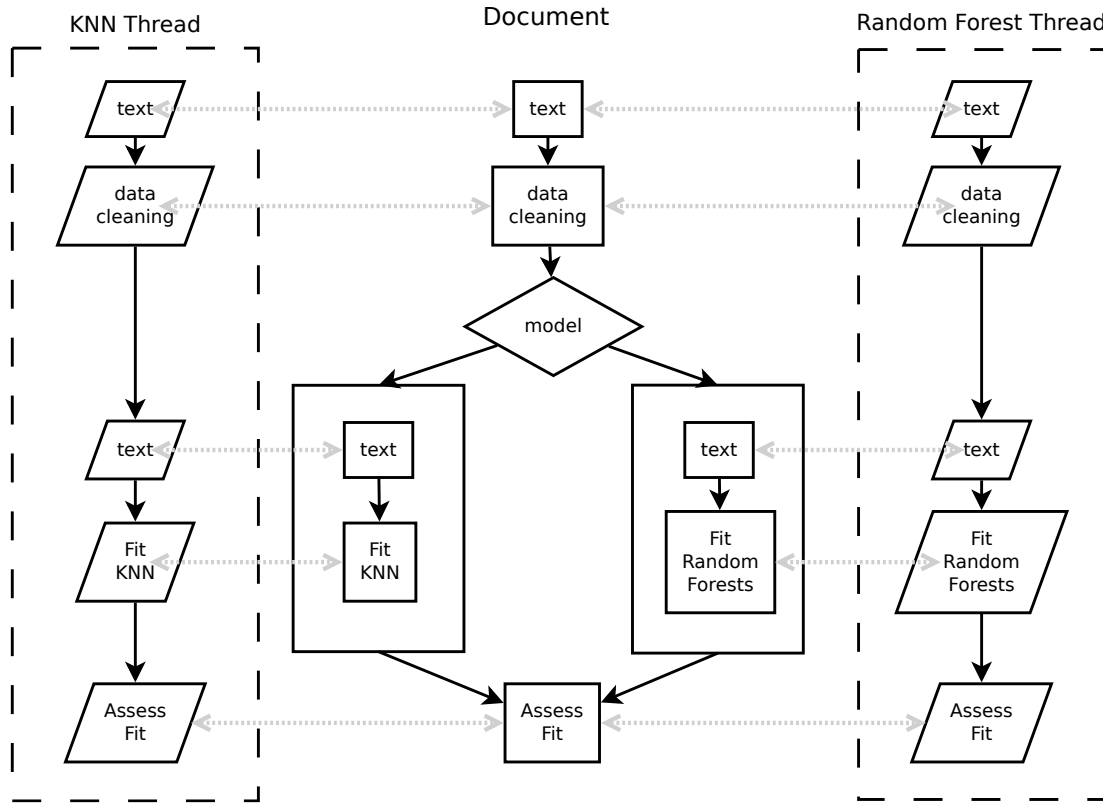 KNN Thread
Document
Random Forest Thread
text
text
text
data
cleaning
data
cleaning
data
cleaning
model
text
text
text
text
Fit
KNN
Fit
KNN
Fit
Random
Forests
Fit
Random
Forests
Assess
Fit
Assess
Fit
Assess
Fit